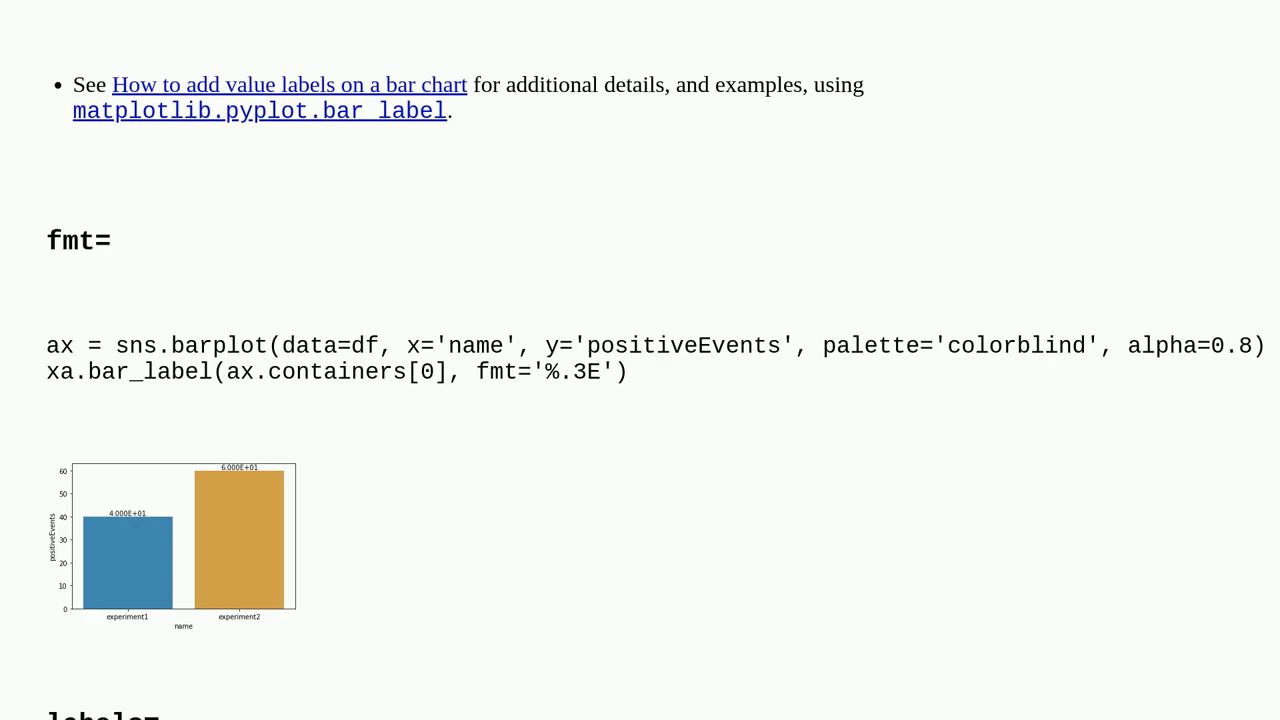 • See How to add value labels on a bar chart for additional details, and examples, using
matplotlib.pyplot.bar_label.
fmt=
ax = sns.barplot(data=df, x='name', y='positiveEvents', palette='colorblind', alpha=0.8)
xa.bar_label(ax.containers[0], fmt='%.3E')
6.000E+01
60
50
4.000E+01
40
30
20
10
0
positiveEvents
experiment1 experiment2
name
labels=